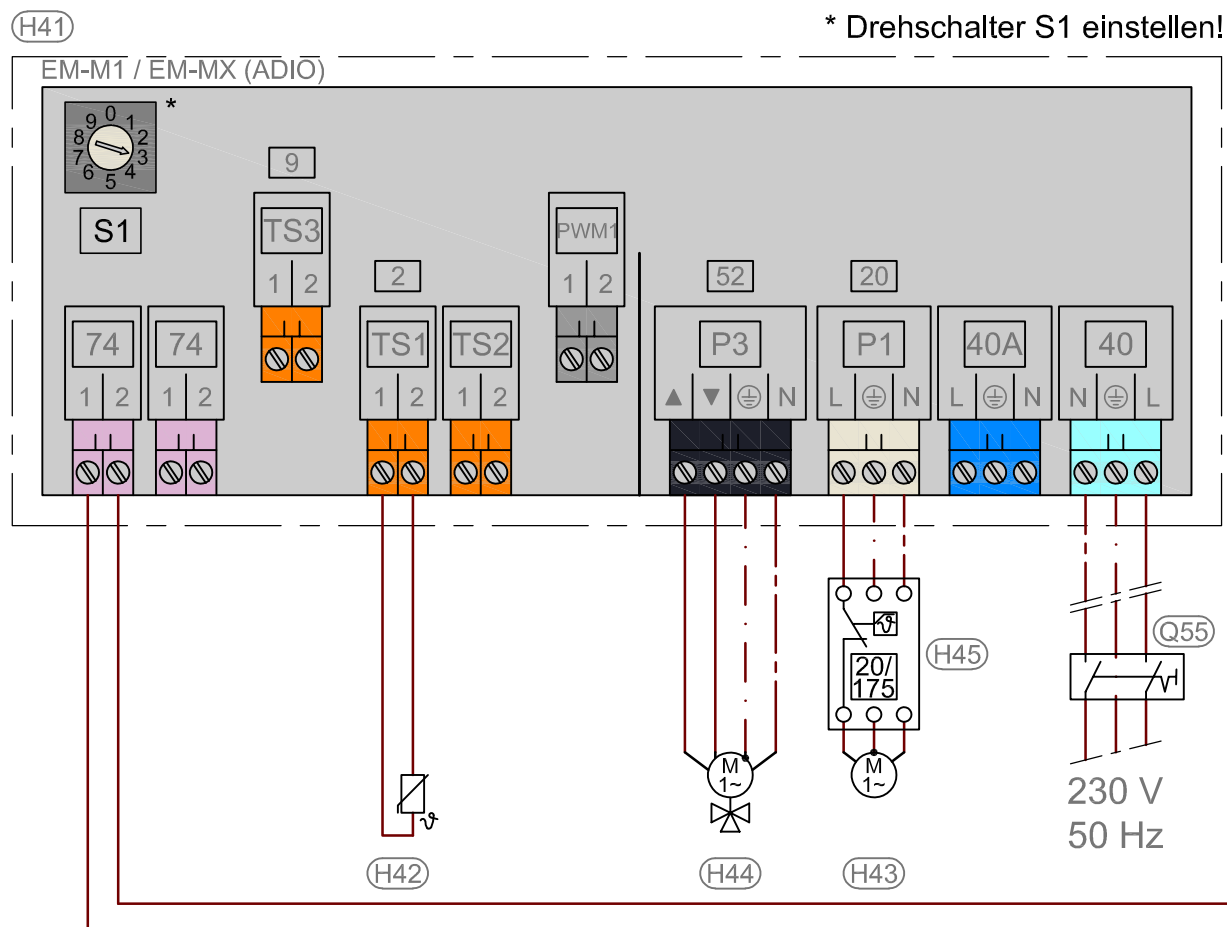 H41
* Drehschalter S1 einstellen!
EM-M1 / EM-MX (ADIO)
*
0
1
2
3
4
5
6
7
8
9
S1
9
TS3
1 2
PWM1
1 2
2
52
20
74
1 2
74
1 2
TS1
1 2
TS2
1 2
P3
▲ ▼ N
P1
L N
40A
L N
40
N L
ϑ
20/
175
H45
Q55
M
1~
M
1~
ϑ
230 V
50 Hz
H42
H44
H43